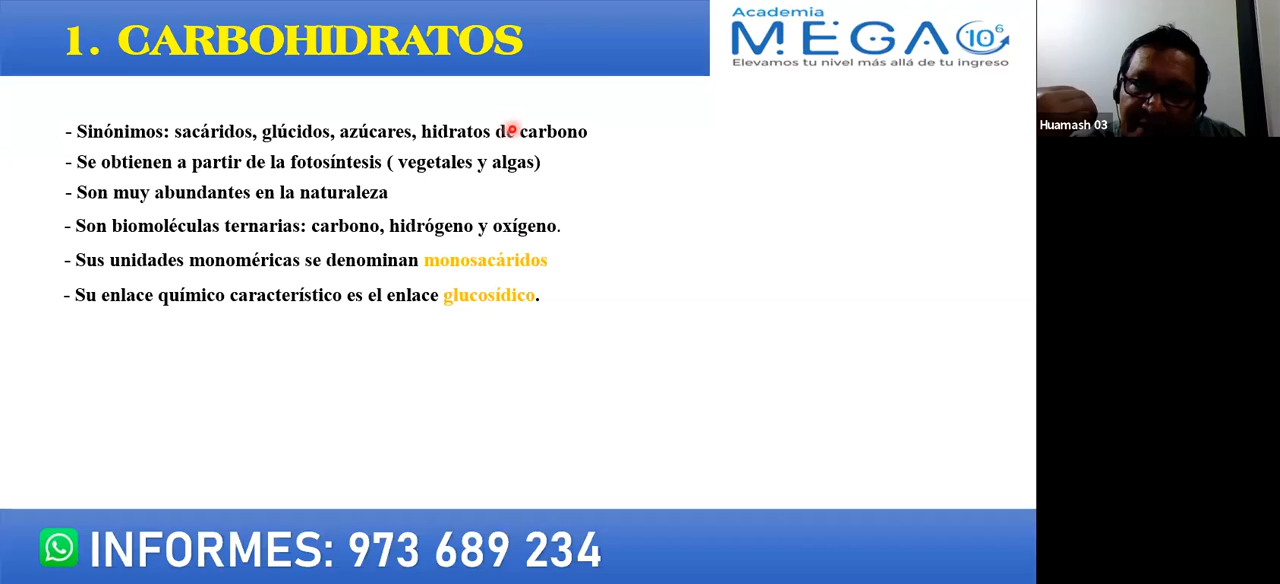 1. CARBOHIDRATOS
Academia
MEGA 10⁶
Elevamos tu nivel más allá de tu ingreso
Huamash 03
- Sinónimos: sacáridos, glúcidos, azúcares, hidratos de carbono
- Se obtienen a partir de la fotosíntesis ( vegetales y algas)
- Son muy abundantes en la naturaleza
- Son biomoléculas ternarias: carbono, hidrógeno y oxígeno.
- Sus unidades monoméricas se denominan monosacáridos
- Su enlace químico característico es el enlace glucosídico.
INFORMES: 973 689 234